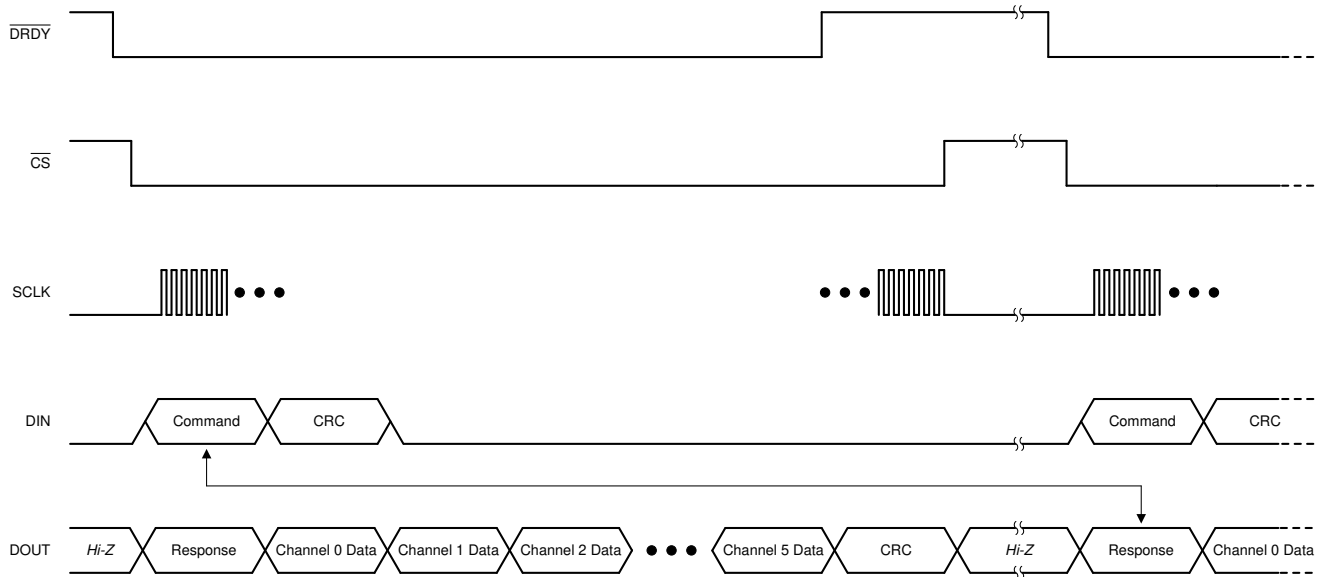 DRDY
CS
SCLK
DIN
Command
CRC
Command
CRC
DOUT
Hi-Z
Response
Channel 0 Data
Channel 1 Data
Channel 2 Data
Channel 5 Data
CRC
Hi-Z
Response
Channel 0 Data